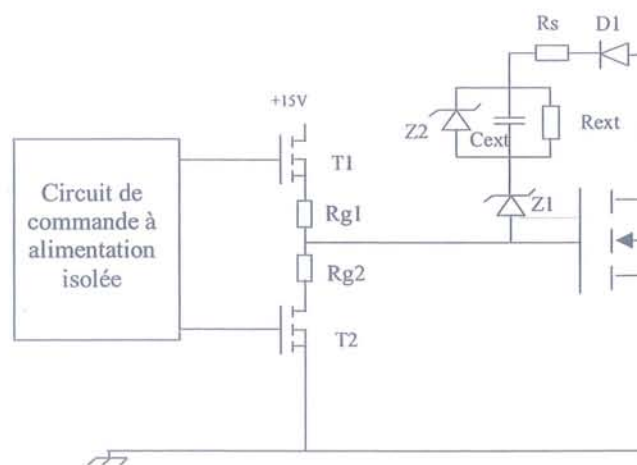 Rs
D1
+15V
Z2
Cext
Rext
T1
Z1
Circuit de
commande à
alimentation
isolée
Rg1
Rg2
T2